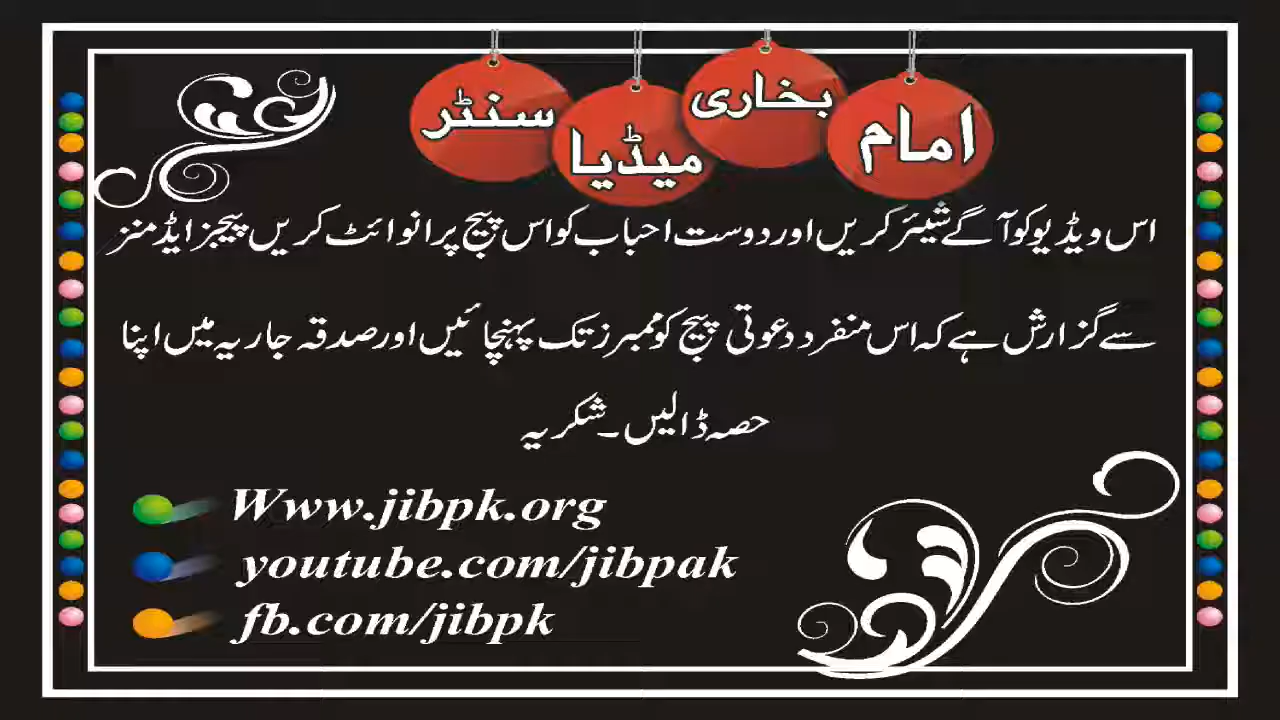 امام بخاری میڈیا سنٹر
اس ویڈیو کو آگے شیئر کریں اور دوست احباب کو اس پیج پر انوائٹ کریں پیجز ایڈمنز
سے گزارش ہے کہ اس منفرد دعوتی پیج کو ممبرز تک پہنچائیں اور صدقہ جاریہ میں اپنا
حصہ ڈالیں۔ شکریہ
Www.jibpk.org
youtube.com/jibpak
fb.com/jibpk